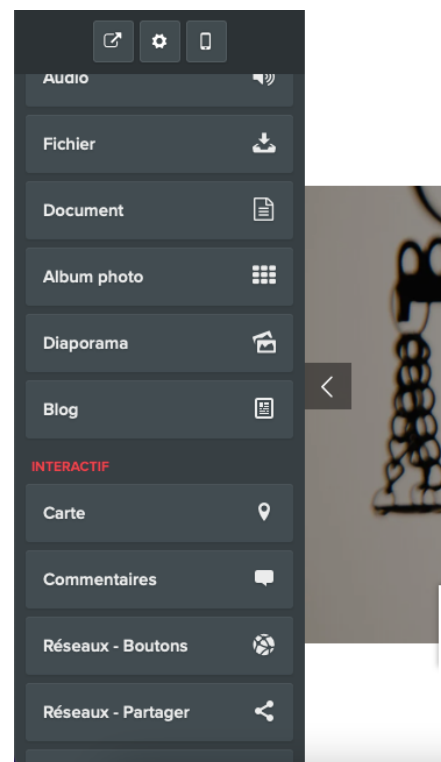 Audio
Fichier
Document
Album photo
Diaporama
Blog
INTERACTIF
Carte
Commentaires
Réseaux - Boutons
Réseaux - Partager